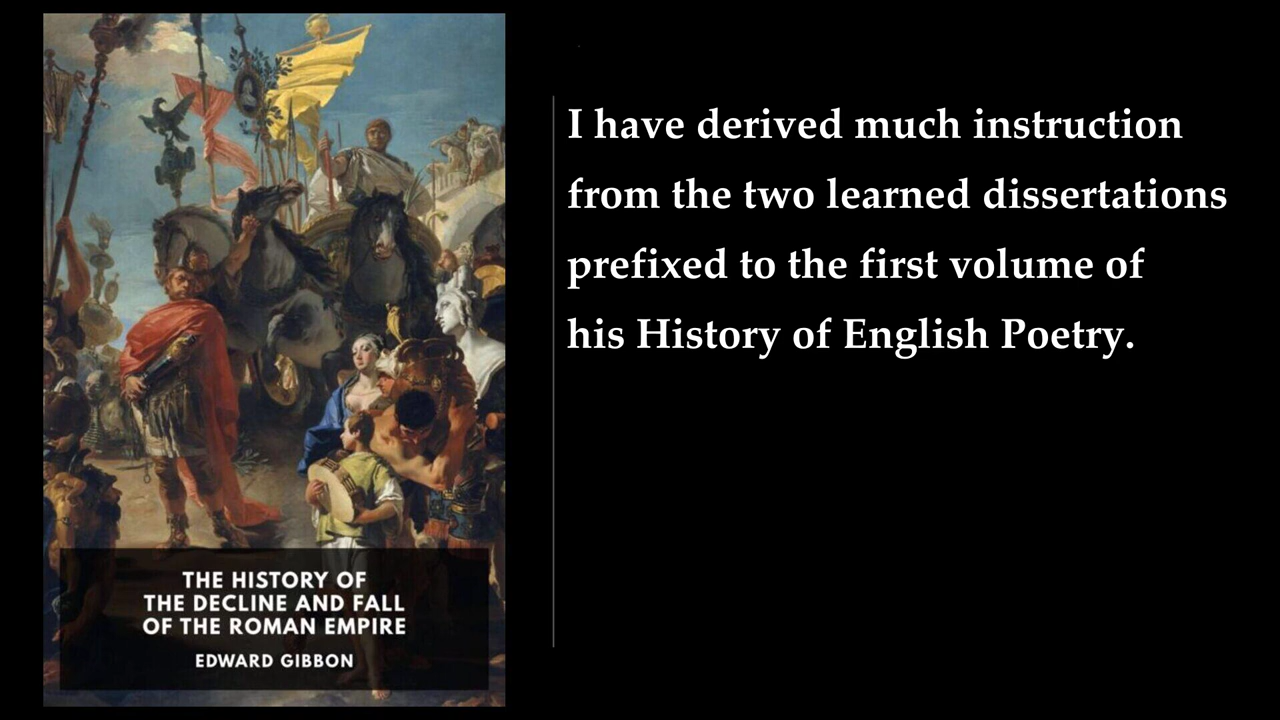 THE HISTORY OF
THE DECLINE AND FALL
OF THE ROMAN EMPIRE
EDWARD GIBBON
I have derived much instruction
from the two learned dissertations
prefixed to the first volume of
his History of English Poetry.